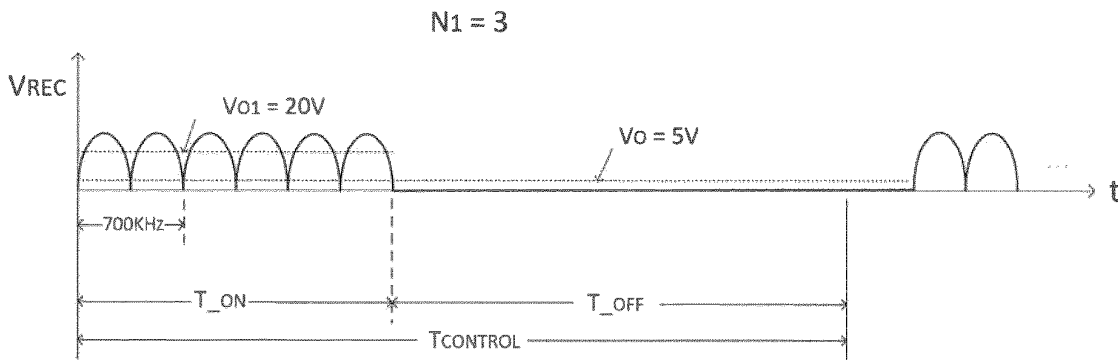 N1 = 3
VREC
VO1 = 20V
VO = 5V
...
t
700KHz
T_ON
T_OFF
TCONTROL